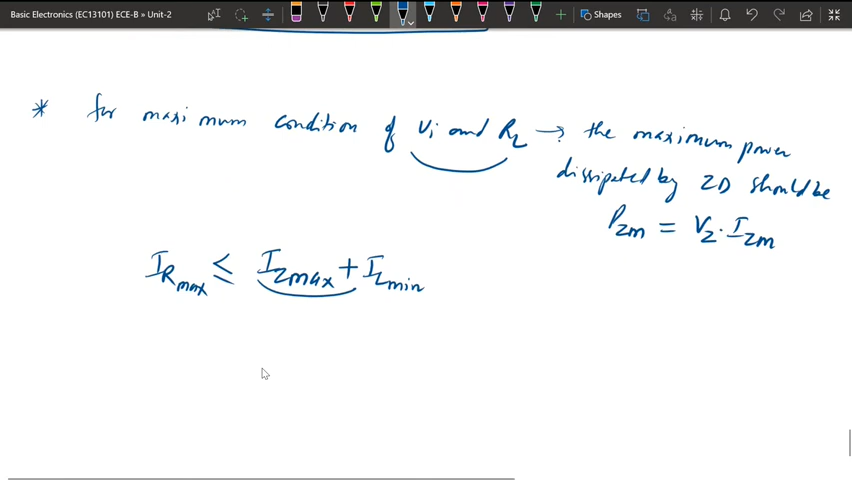 Basic Electronics (EC13101) ECE-B » Unit-2
Shapes
* for maximum condition of Vi and RL → the maximum power
dissipated by ZD should be
PZm = VZ . IZm
IRmax ≤ IZmax + ILmin